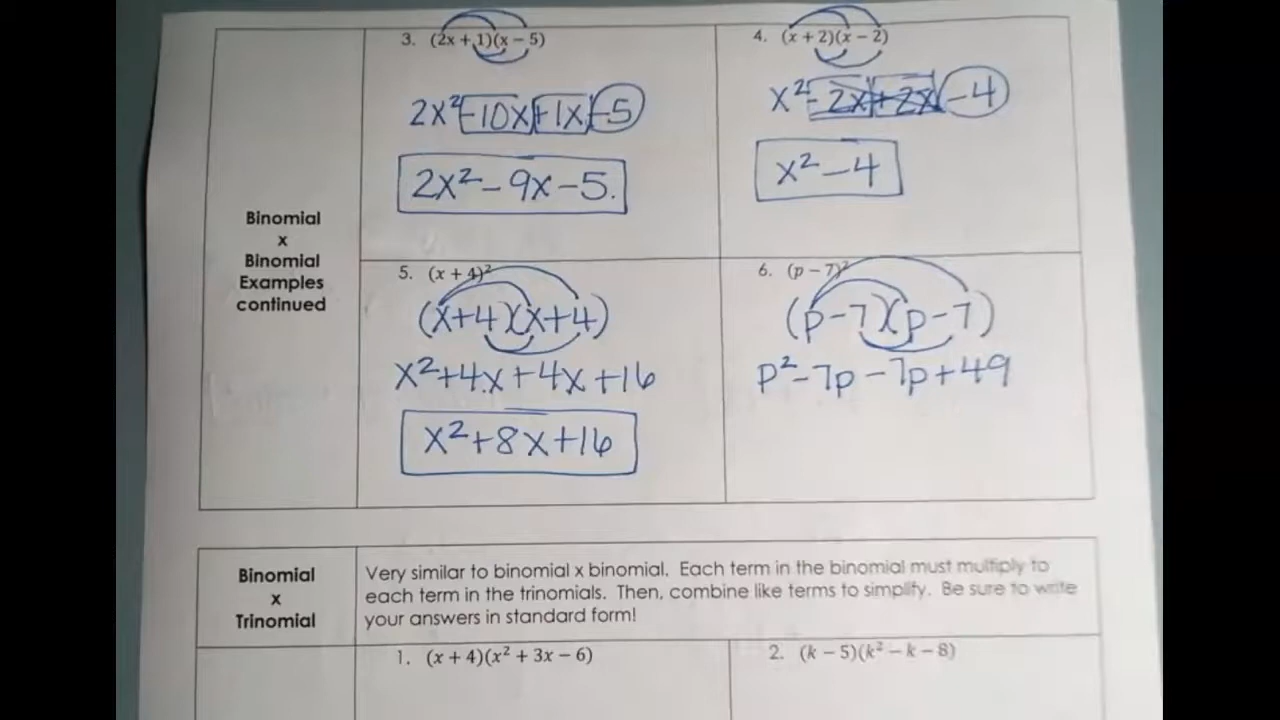 3. (2x + 1)(x − 5)
2x² −10x +1x −5
2x² − 9x − 5.
4. (x + 2)(x − 2)
x² − 2x + 2x − 4
x² − 4
Binomial
x
Binomial
Examples
continued
5. (x + 4)²
(x+4)(x+4)
x²+4x+4x+16
x²+8x+16
6. (p − 7)²
(p−7)(p−7)
p²−7p−7p+49
Binomial
x
Trinomial
Very similar to binomial x binomial. Each term in the binomial must multiply to
each term in the trinomials. Then, combine like terms to simplify. Be sure to write
your answers in standard form!
1. (x + 4)(x² + 3x − 6)
2. (k − 5)(k² − k − 8)